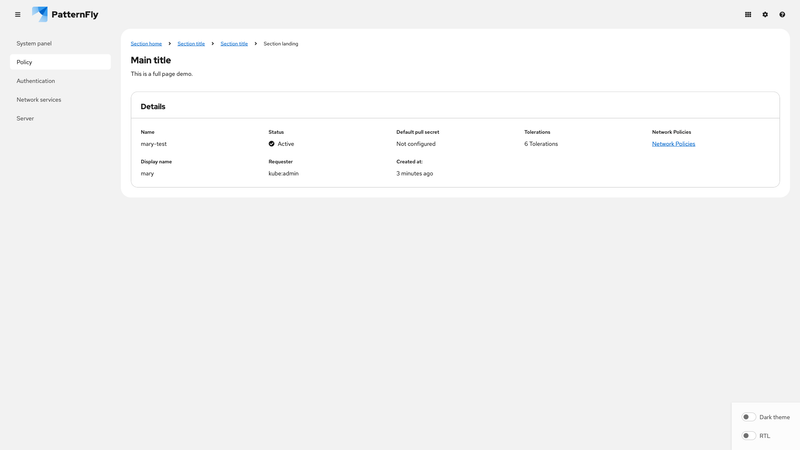 PatternFly
System panel
Policy
Authentication
Network services
Server
Section home
Section title
Section title
Section landing
Main title
This is a full page demo.
Details
Name
mary-test
Status
Active
Default pull secret
Not configured
Tolerations
6 Tolerations
Network Policies
Network Policies
Display name
mary
Requester
kube:admin
Created at:
3 minutes ago
Dark theme
RTL